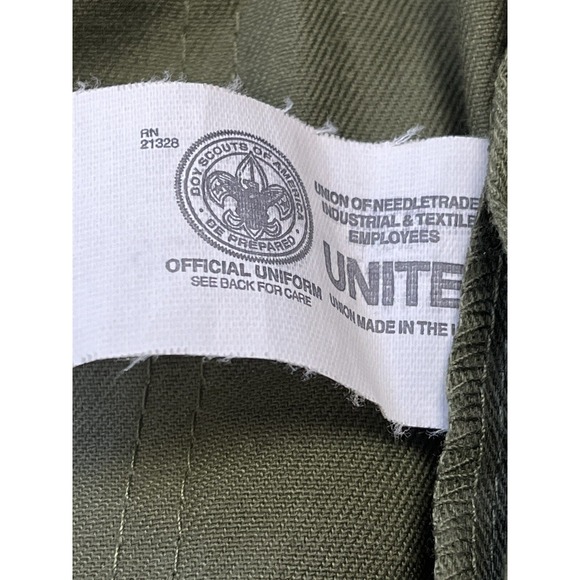 RN
21328
BOY SCOUTS OF AMERICA
BE PREPARED
OFFICIAL UNIFORM
SEE BACK FOR CARE
UNION OF NEEDLETRADE
INDUSTRIAL & TEXTILE
EMPLOYEES
UNITE
UNION MADE IN THE